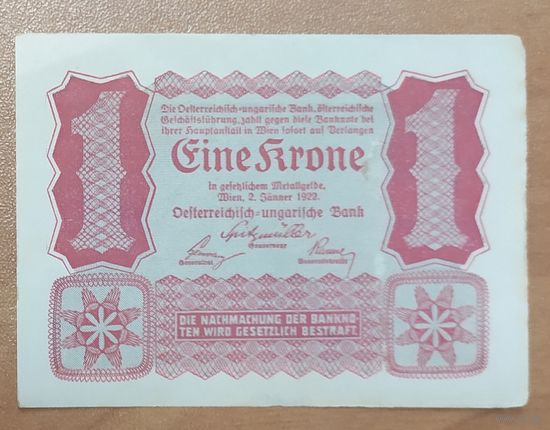 1
1
Die Oesterreichisch-ungarische Bank, österreichische
Geschäftsführung, zahlt gegen diese Banknote bei
ihrer Hauptanstalt in Wien sofort auf Verlangen
Eine Krone
in gesetzlichem Metallgelde.
Wien, 2. Jänner 1922.
Oesterreichisch-ungarische Bank
Spitzmüller
Gouverneur
Generalrat
Generalsekretär
DIE NACHMACHUNG DER BANKNO-
TEN WIRD GESETZLICH BESTRAFT.